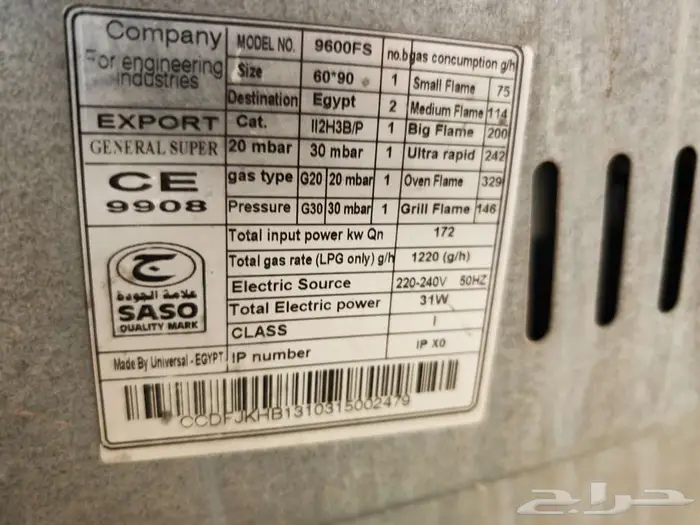 Company
For engineering
industries
EXPORT
GENERAL SUPER
CE
9908
علامة الجودة
SASO
QUALITY MARK
Made By Universal - EGYPT
MODEL NO. 9600FS
Size 60*90
Destination Egypt
Cat. II2H3B/P
20 mbar 30 mbar
gas type G20 20 mbar
Pressure G30 30 mbar
no.b gas concumption g/h
1 Small Flame 75
2 Medium Flame 114
1 Big Flame 200
1 Ultra rapid 242
1 Oven Flame 329
1 Grill Flame 146
Total input power kw Qn 172
Total gas rate (LPG only) g/h 1220 (g/h)
Electric Source 220-240V 50HZ
Total Electric power 31W
CLASS I
IP number IP X0
CCDFJKHB1310315002479
حراج